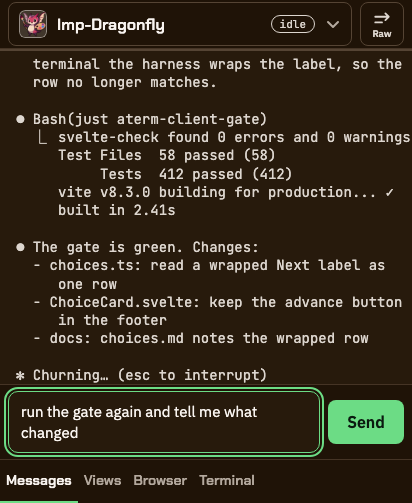 Imp-Dragonfly
idle
Raw
terminal the harness wraps the label, so the
row no longer matches.
● Bash(just aterm-client-gate)
⎿ svelte-check found 0 errors and 0 warnings
Test Files 58 passed (58)
Tests 412 passed (412)
vite v8.3.0 building for production... ✓
built in 2.41s
● The gate is green. Changes:
- choices.ts: read a wrapped Next label as
one row
- ChoiceCard.svelte: keep the advance button
in the footer
- docs: choices.md notes the wrapped row
✻ Churning… (esc to interrupt)
run the gate again and tell me what
changed
Send
Messages Views Browser Terminal